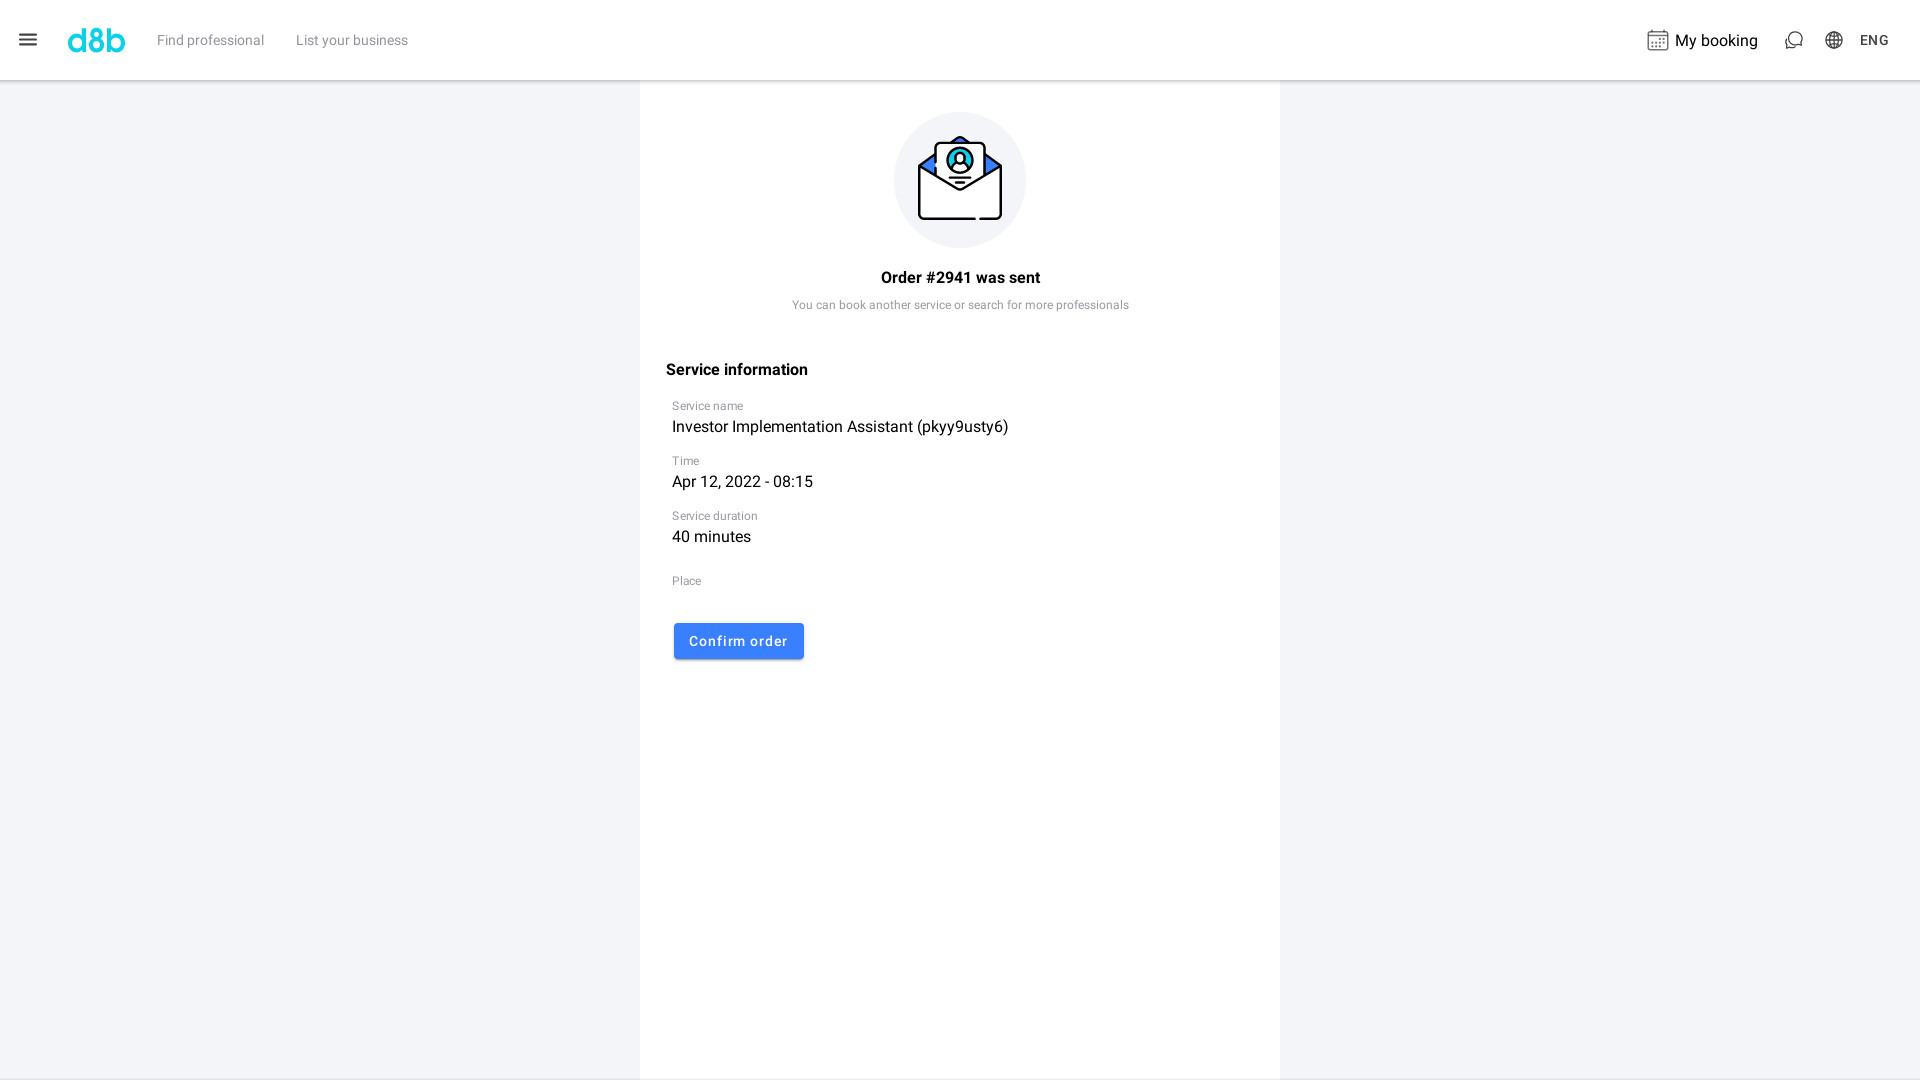 d8b
Find professional
List your business
My booking
ENG
Order #2941 was sent
You can book another service or search for more professionals
Service information
Service name
Investor Implementation Assistant (pkyy9usty6)
Time
Apr 12, 2022 - 08:15
Service duration
40 minutes
Place
Confirm order